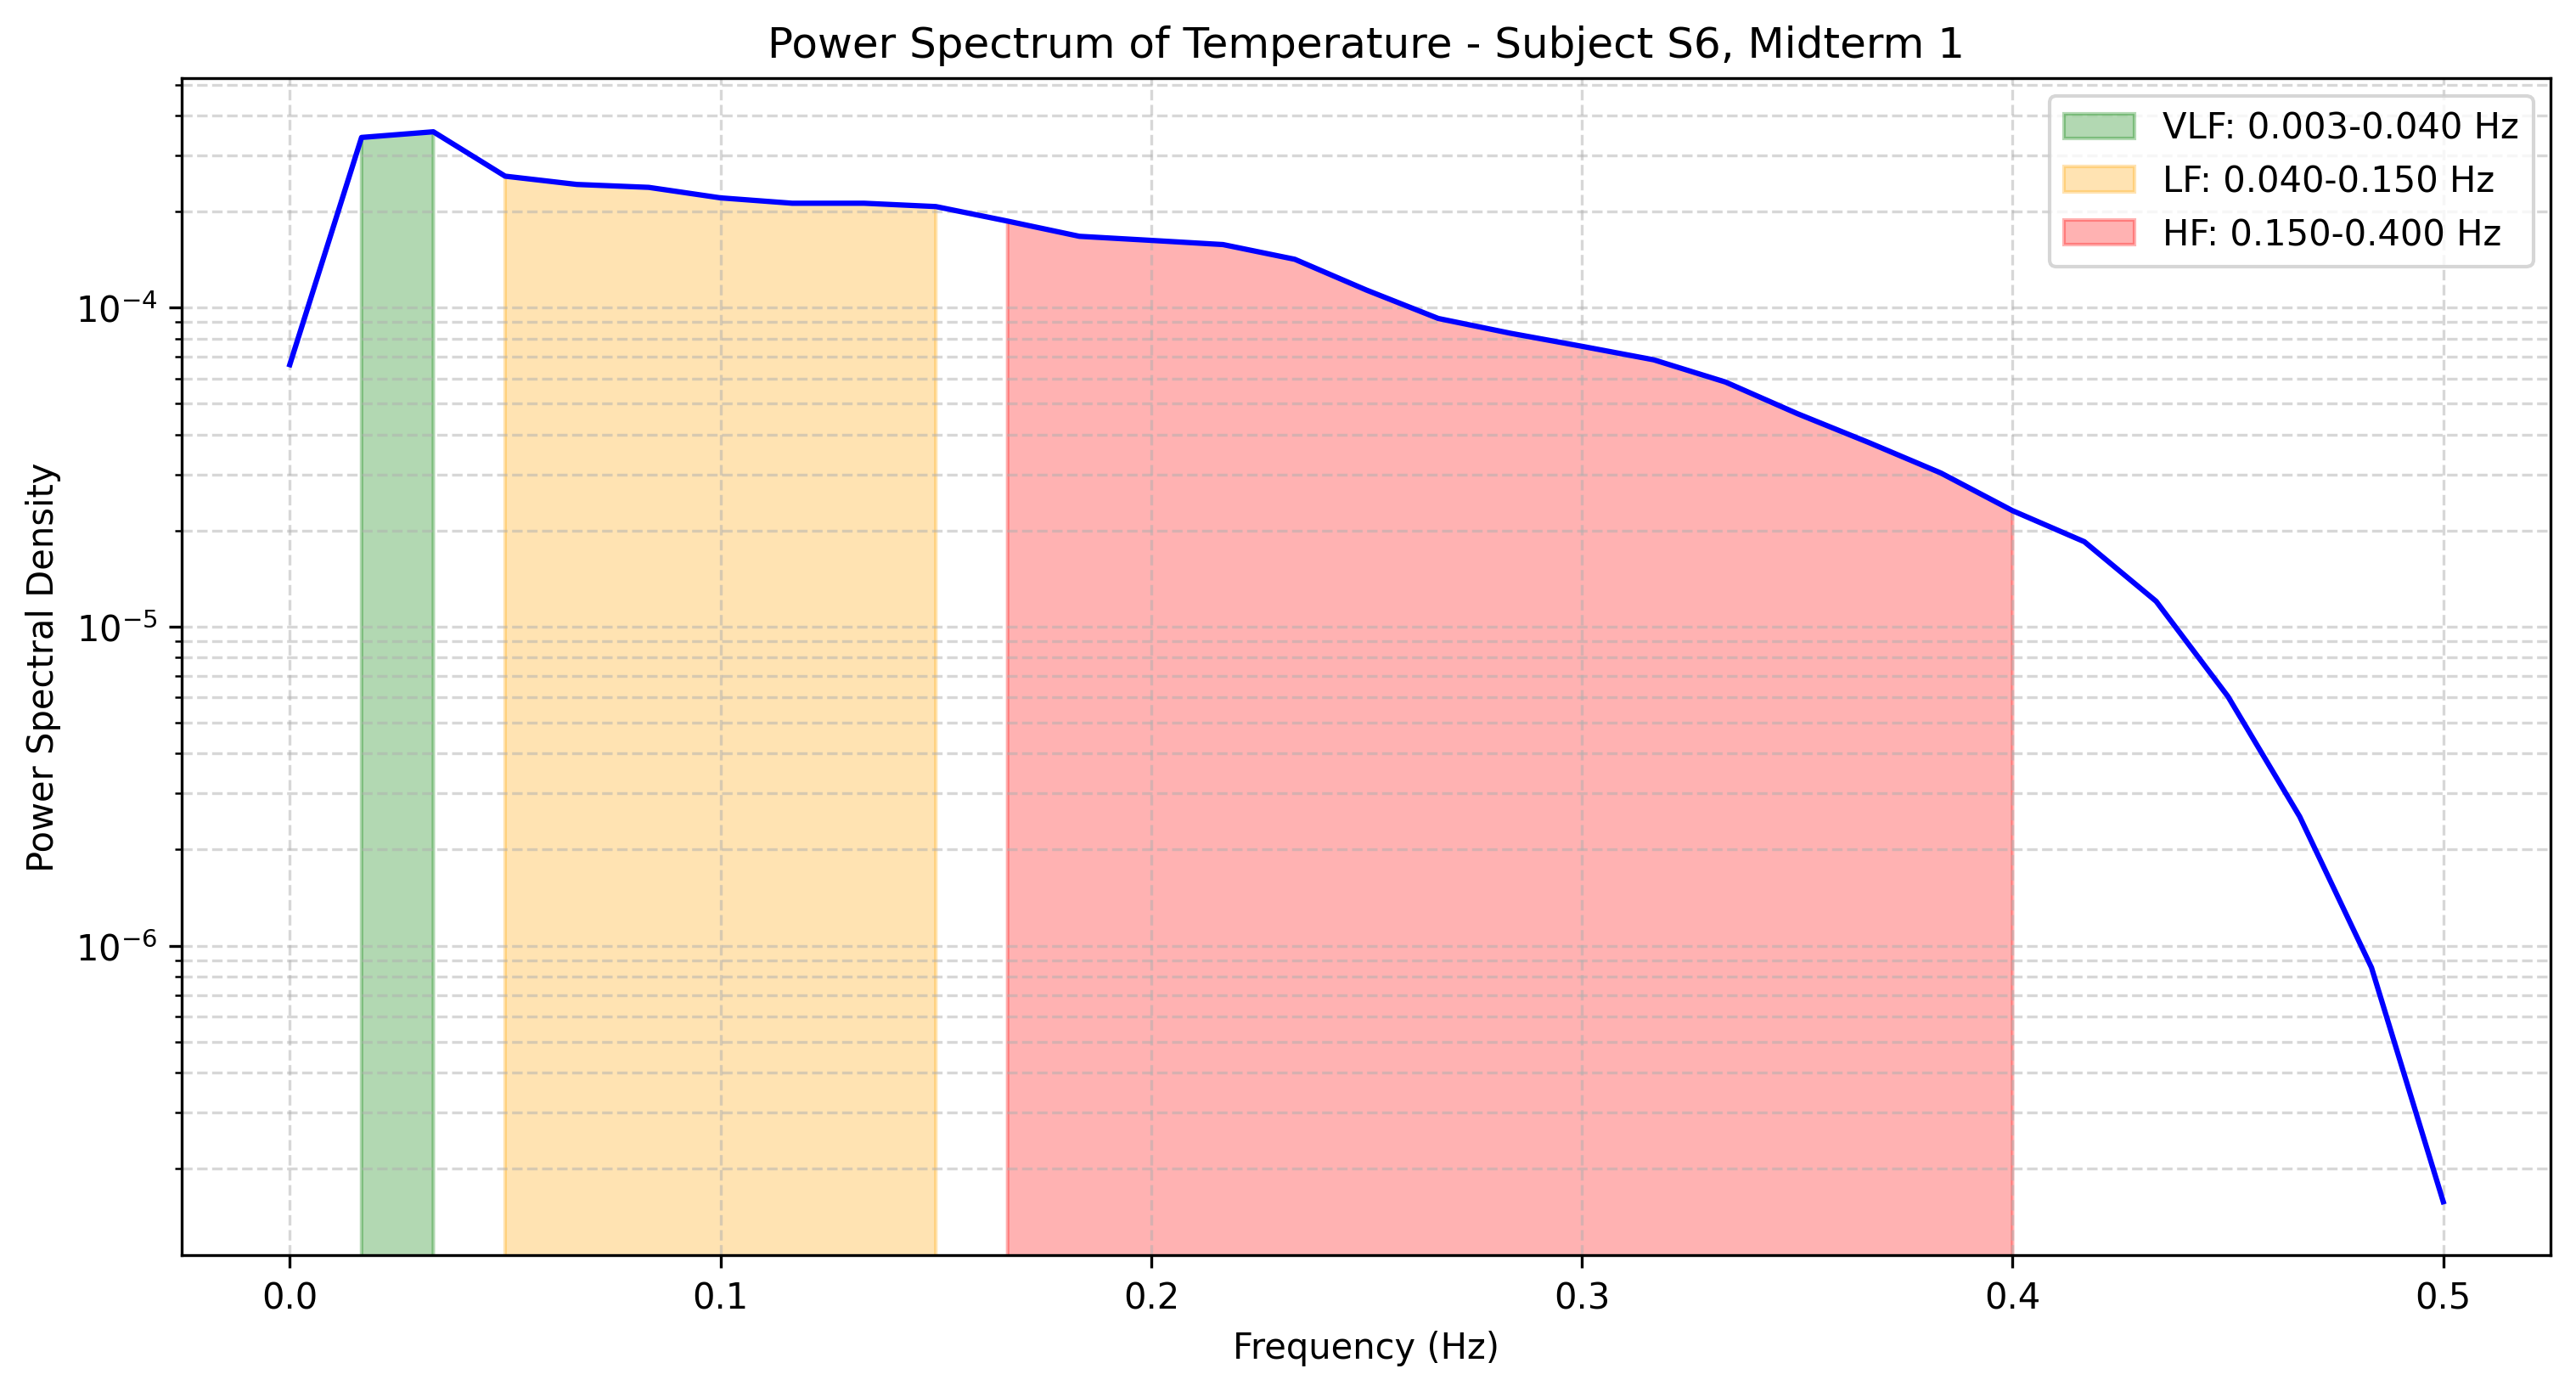 Power Spectrum of Temperature - Subject S6, Midterm 1
VLF: 0.003-0.040 Hz
LF: 0.040-0.150 Hz
HF: 0.150-0.400 Hz
Power Spectral Density
10⁻⁴
10⁻⁵
10⁻⁶
0.0 0.1 0.2 0.3 0.4 0.5
Frequency (Hz)